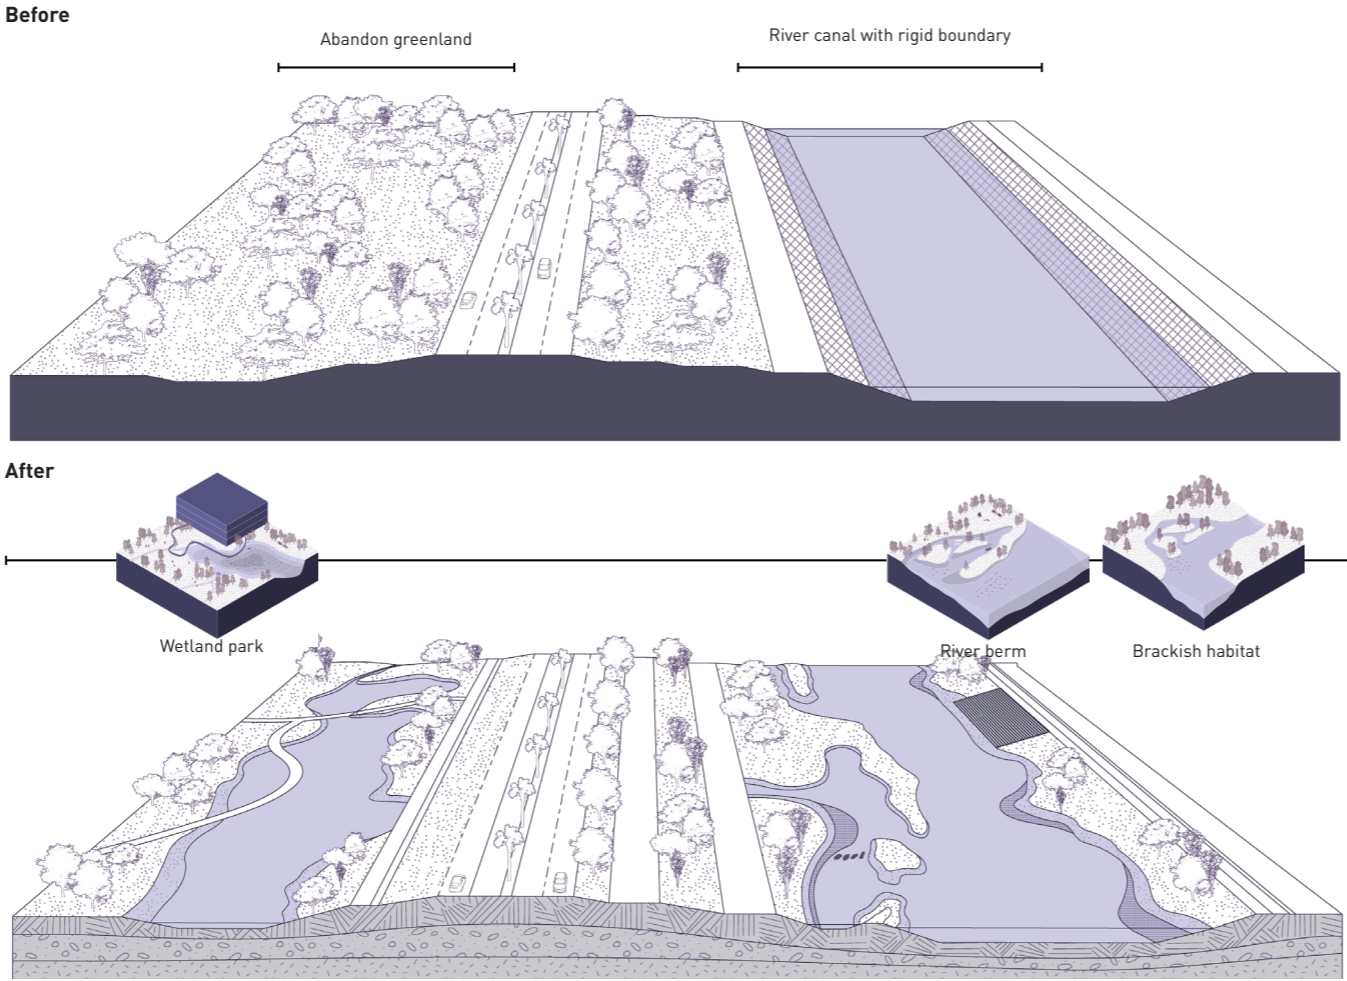 Before
Abandon greenland
River canal with rigid boundary
After
Wetland park
River berm
Brackish habitat